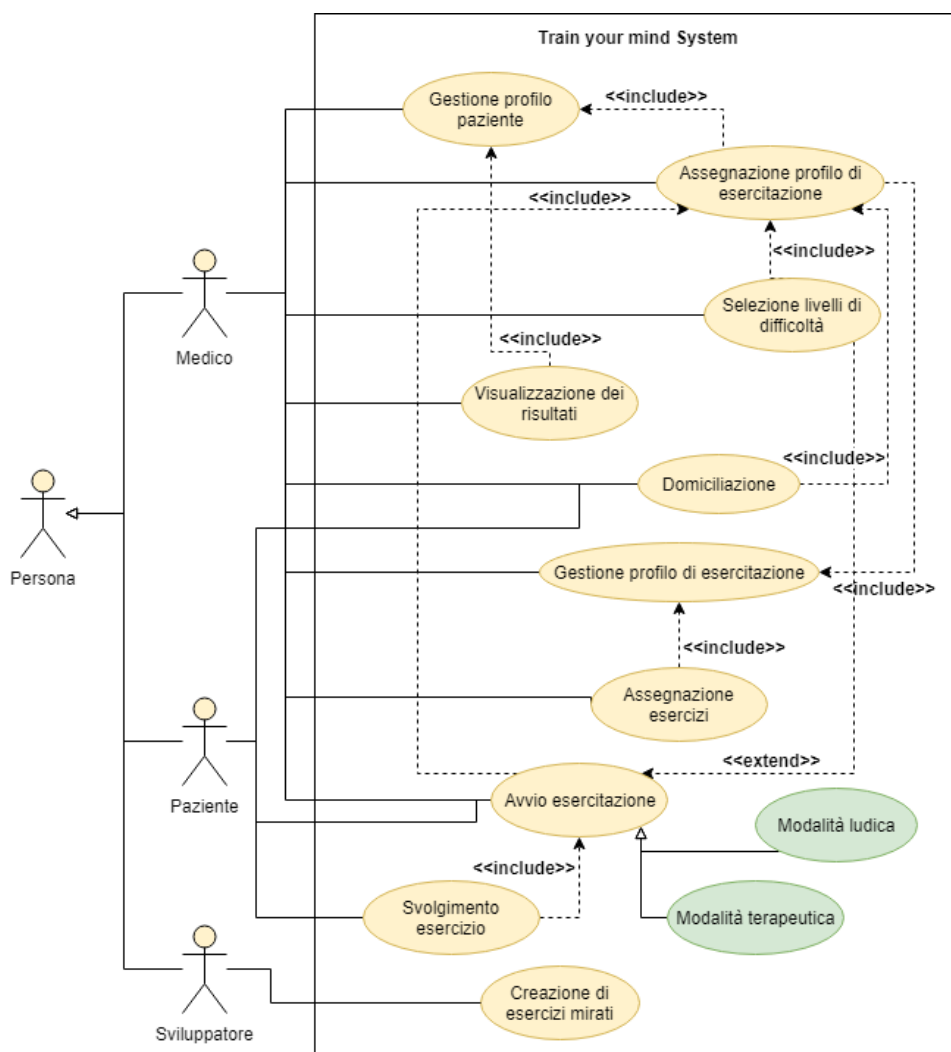 Train your mind System
Gestione profilo
paziente
<<include>>
Assegnazione profilo di
esercitazione
<<include>>
<<include>>
Selezione livelli di
difficoltà
Medico
<<include>>
Visualizzazione dei
risultati
<<include>>
Domiciliazione
Persona
Gestione profilo di esercitazione
<<include>>
<<include>>
Assegnazione
esercizi
<<extend>>
Paziente
Avvio esercitazione
Modalità ludica
<<include>>
Svolgimento
esercizio
Modalità terapeutica
Creazione di
esercizi mirati
Sviluppatore